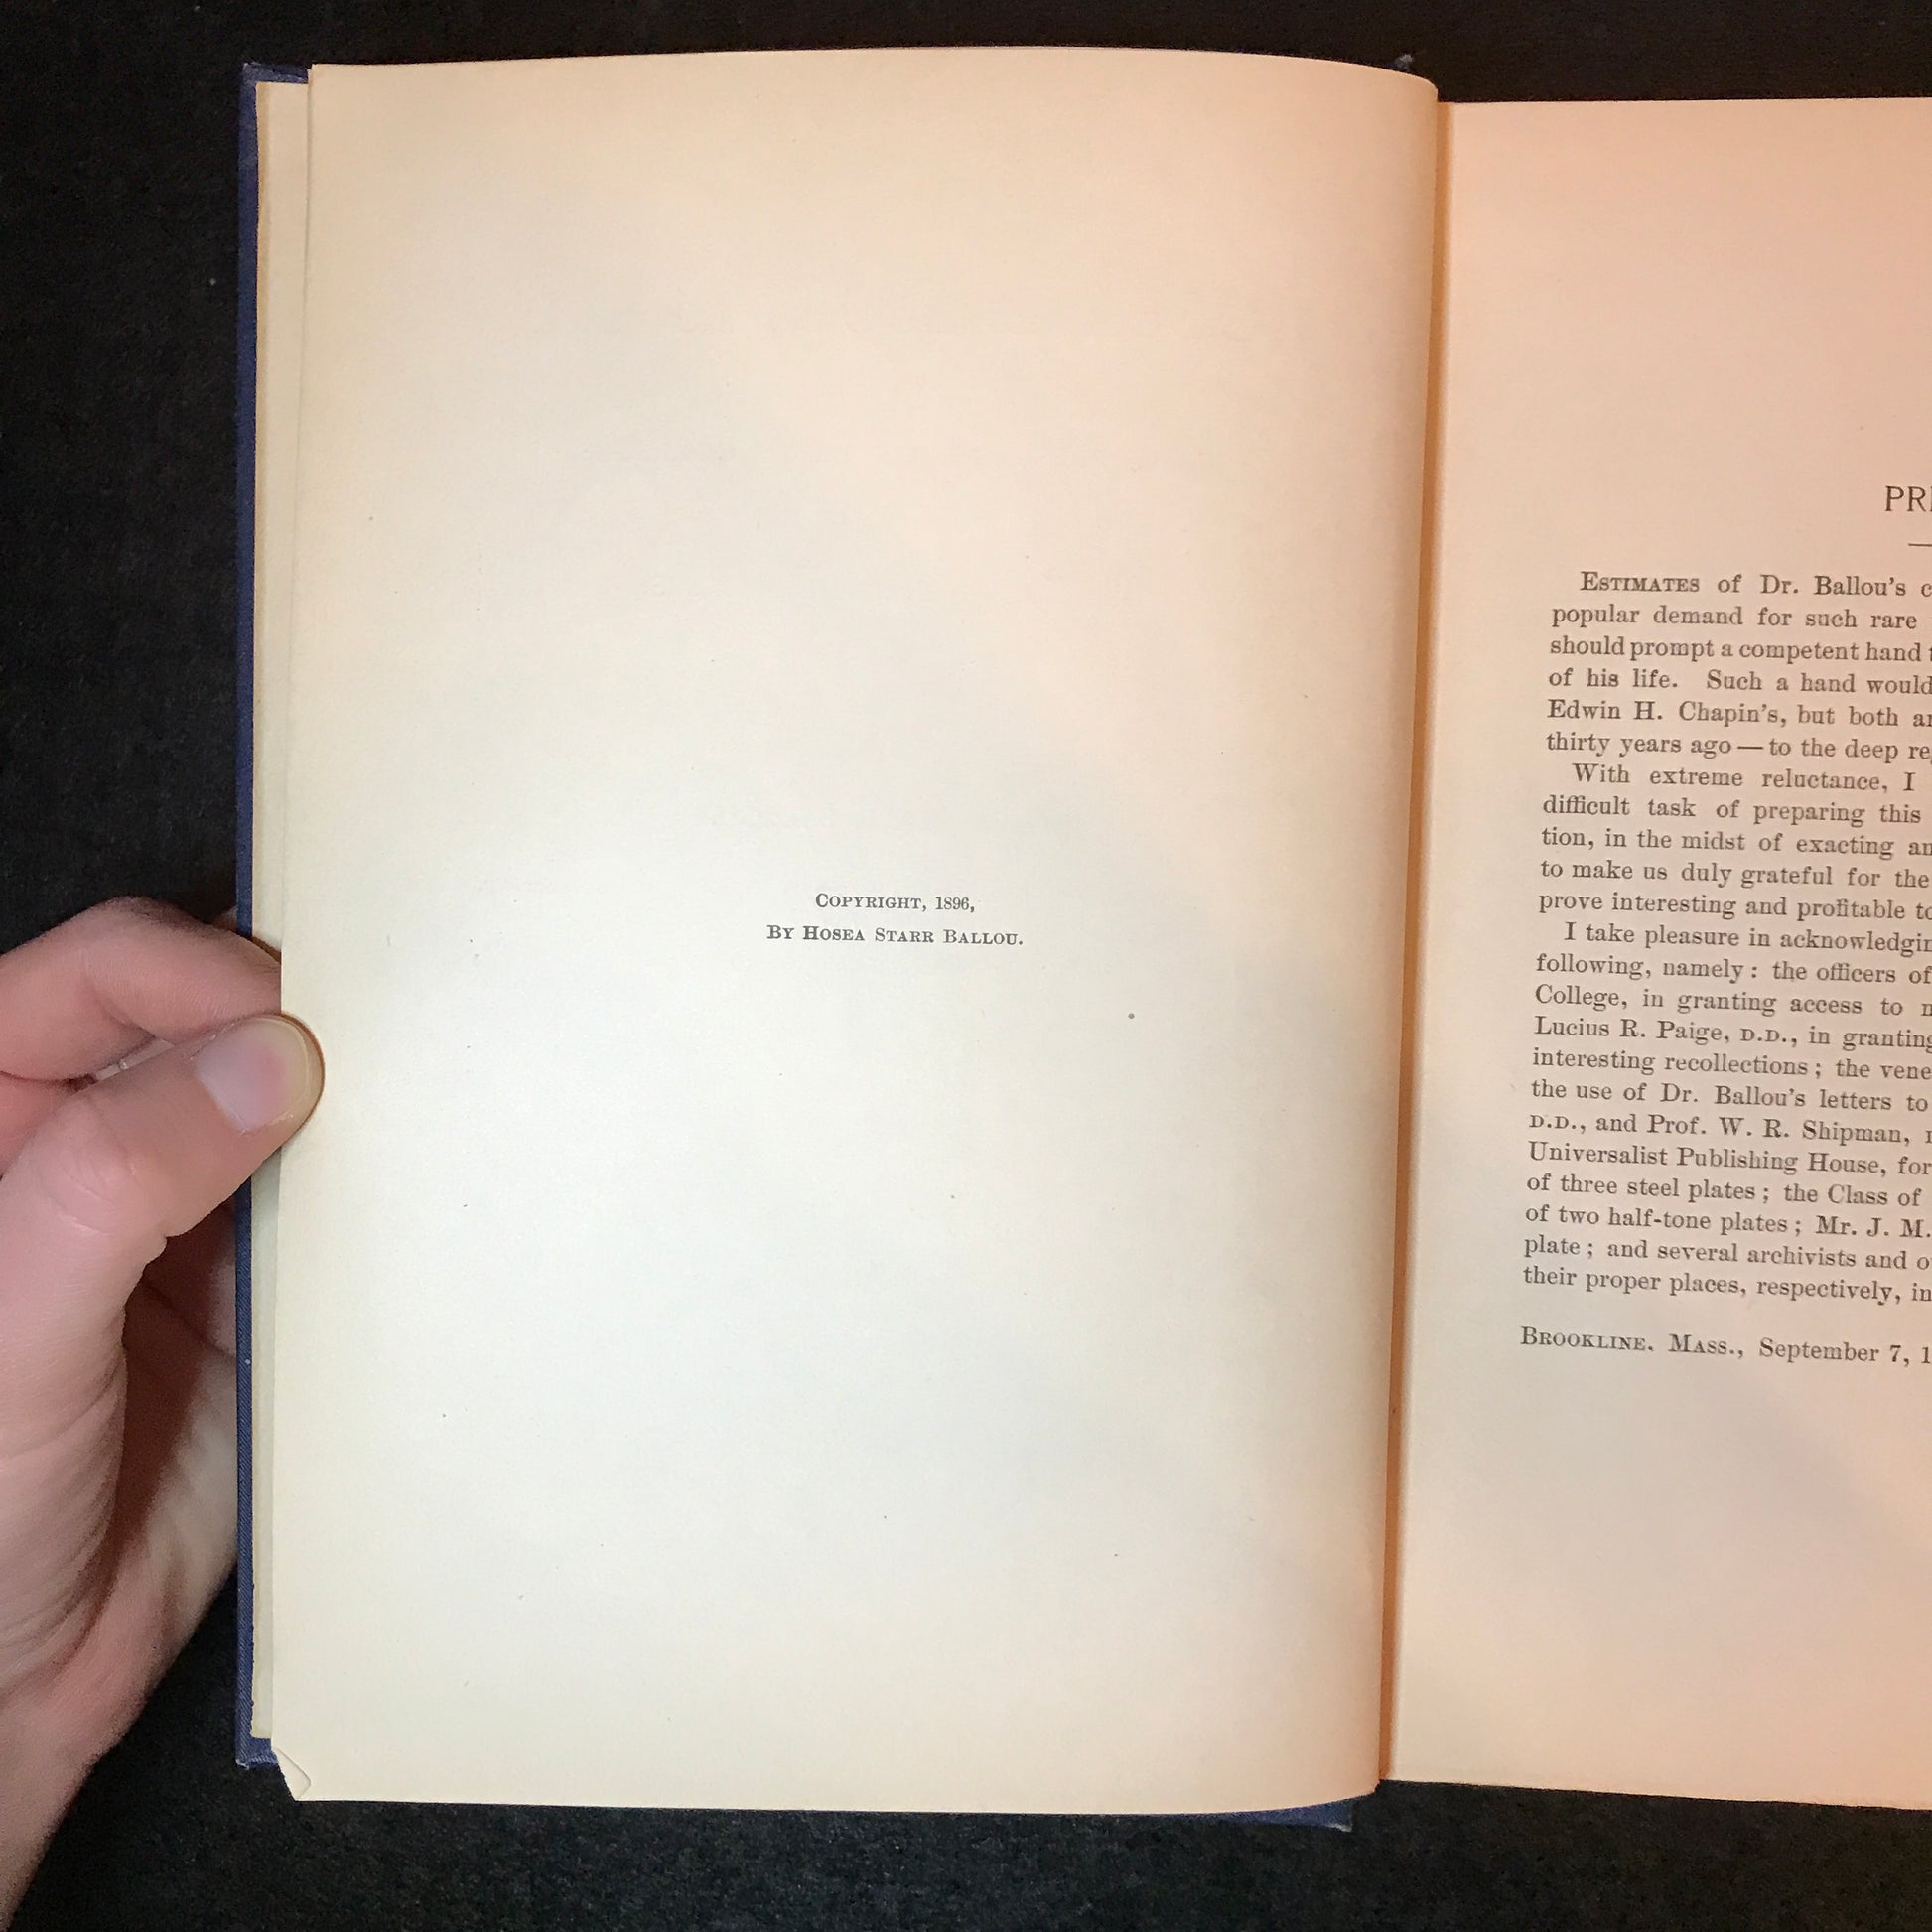 COPYRIGHT, 1896,
BY HOSEA STARR BALLOU.
ESTIMATES of Dr. Ballou's
popular demand for such rare
should prompt a competent hand
of his life. Such a hand would
Edwin H. Chapin's, but both
thirty years ago — to the deep
With extreme reluctance, I
difficult task of preparing this
tion, in the midst of exacting
to make us duly grateful for the
prove interesting and profitable
I take pleasure in
following, namely: the officers of
College, in granting access to
Lucius R. Paige, D.D., in granting
interesting recollections; the
the use of Dr. Ballou's letters to
D.D., and Prof. W. R. Shipman,
Universalist Publishing House, for
of three steel plates; the Class of
of two half-tone plates; Mr. J. M.
plate; and several archivists and
their proper places, respectively, in
BROOKLINE, MASS., September 7,